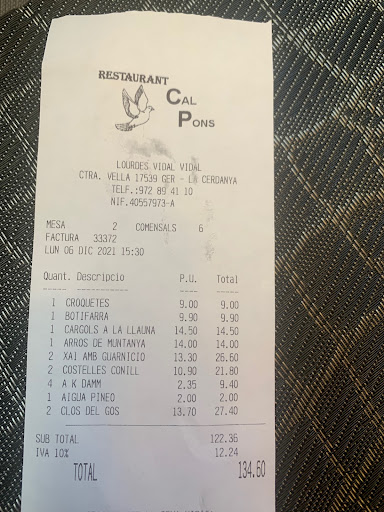 RESTAURANT
CAL
PONS
LOURDES VIDAL VIDAL
CTRA. VELLA 17539 GER - LA CERDANYA
TELF.:972 89 41 10
NIF.40557973-A
MESA 2 COMENSALS 6
FACTURA 33372
LUN 06 DIC 2021 15:30
Quant. Descripcio P.U. Total
1 CROQUETES 9.00 9.00
1 BOTIFARRA 9.90 9.90
1 CARGOLS A LA LLAUNA 14,50 14.50
1 ARROS DE MUNTANYA 14.00 14.00
2 XAI AMB GUARNICIO 13.30 26.60
2 COSTELLES CONILL 10,90 21.80
4 A K DAMM 2.35 9.40
1 AIGUA PINEO 2.00 2.00
2 CLOS DEL GOS 13.70 27.40
SUB TOTAL 122.36
IVA 10% 12.24
TOTAL 134.60